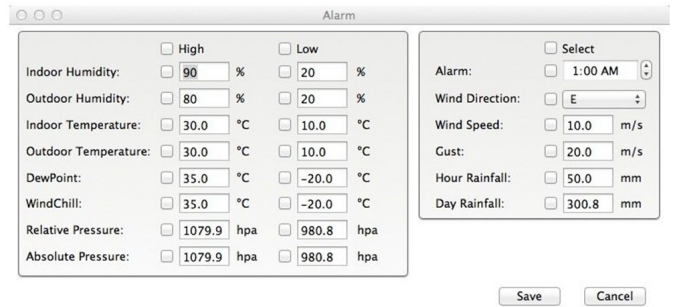 Alarm
High Low
Indoor Humidity: 90 % 20 %
Outdoor Humidity: 80 % 20 %
Indoor Temperature: 30.0 °C 10.0 °C
Outdoor Temperature: 30.0 °C 10.0 °C
DewPoint: 35.0 °C -20.0 °C
WindChill: 35.0 °C -20.0 °C
Relative Pressure: 1079.9 hpa 980.8 hpa
Absolute Pressure: 1079.9 hpa 980.8 hpa
Select
Alarm: 1:00 AM
Wind Direction: E
Wind Speed: 10.0 m/s
Gust: 20.0 m/s
Hour Rainfall: 50.0 mm
Day Rainfall: 300.8 mm
Save Cancel